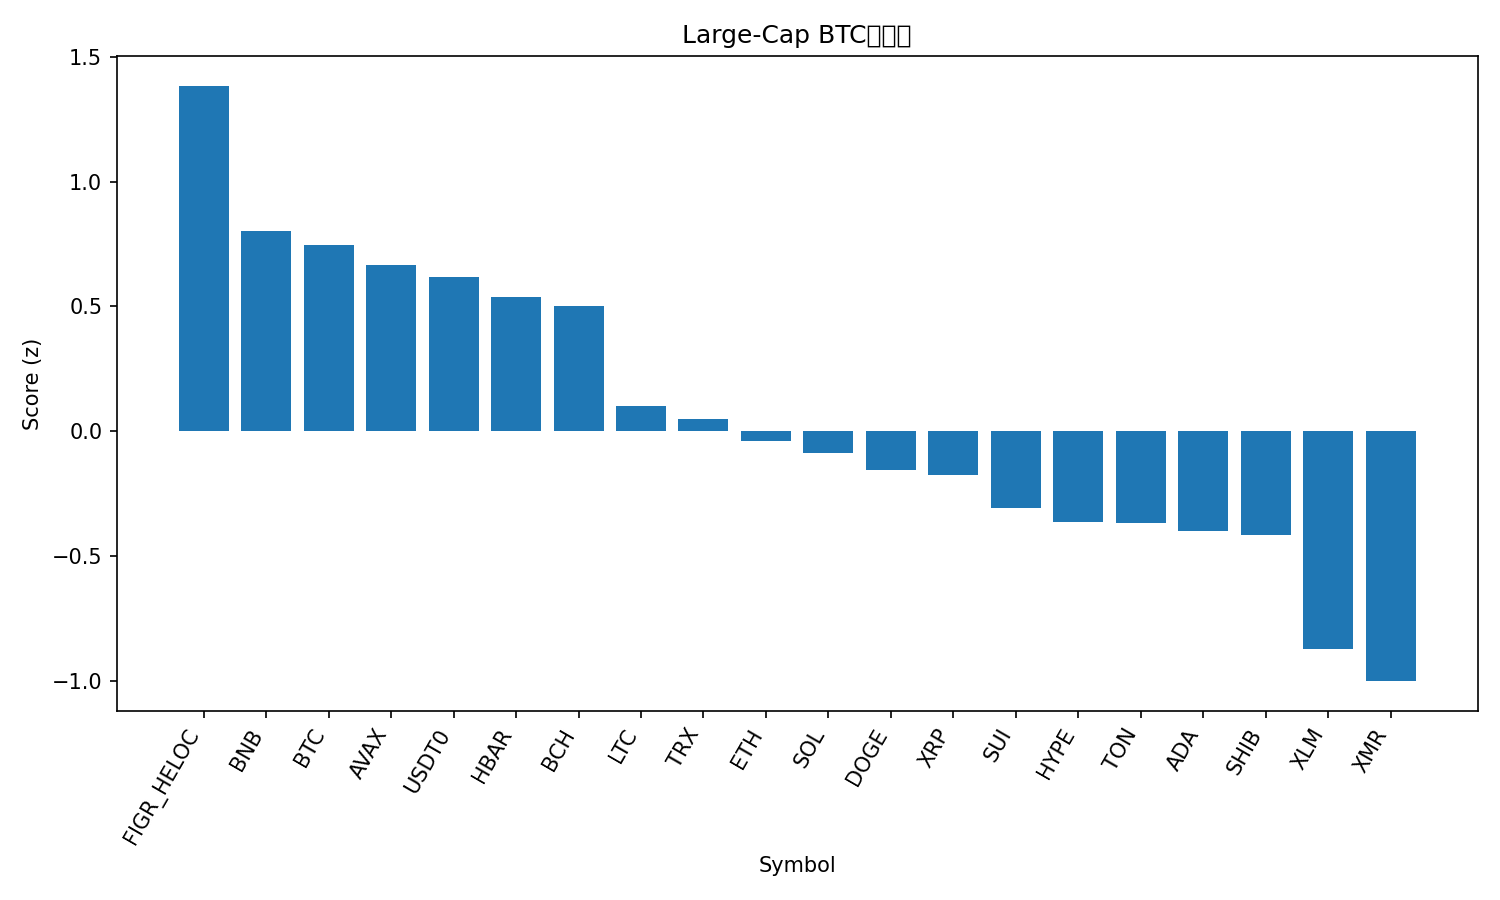 Large-Cap BTC
Score (z)
1.5
1.0
0.5
0.0
−0.5
−1.0
FIGR_HELOC
BNB
BTC
AVAX
USDT0
HBAR
BCH
LTC
TRX
ETH
SOL
DOGE
XRP
SUI
HYPE
TON
ADA
SHIB
XLM
XMR
Symbol